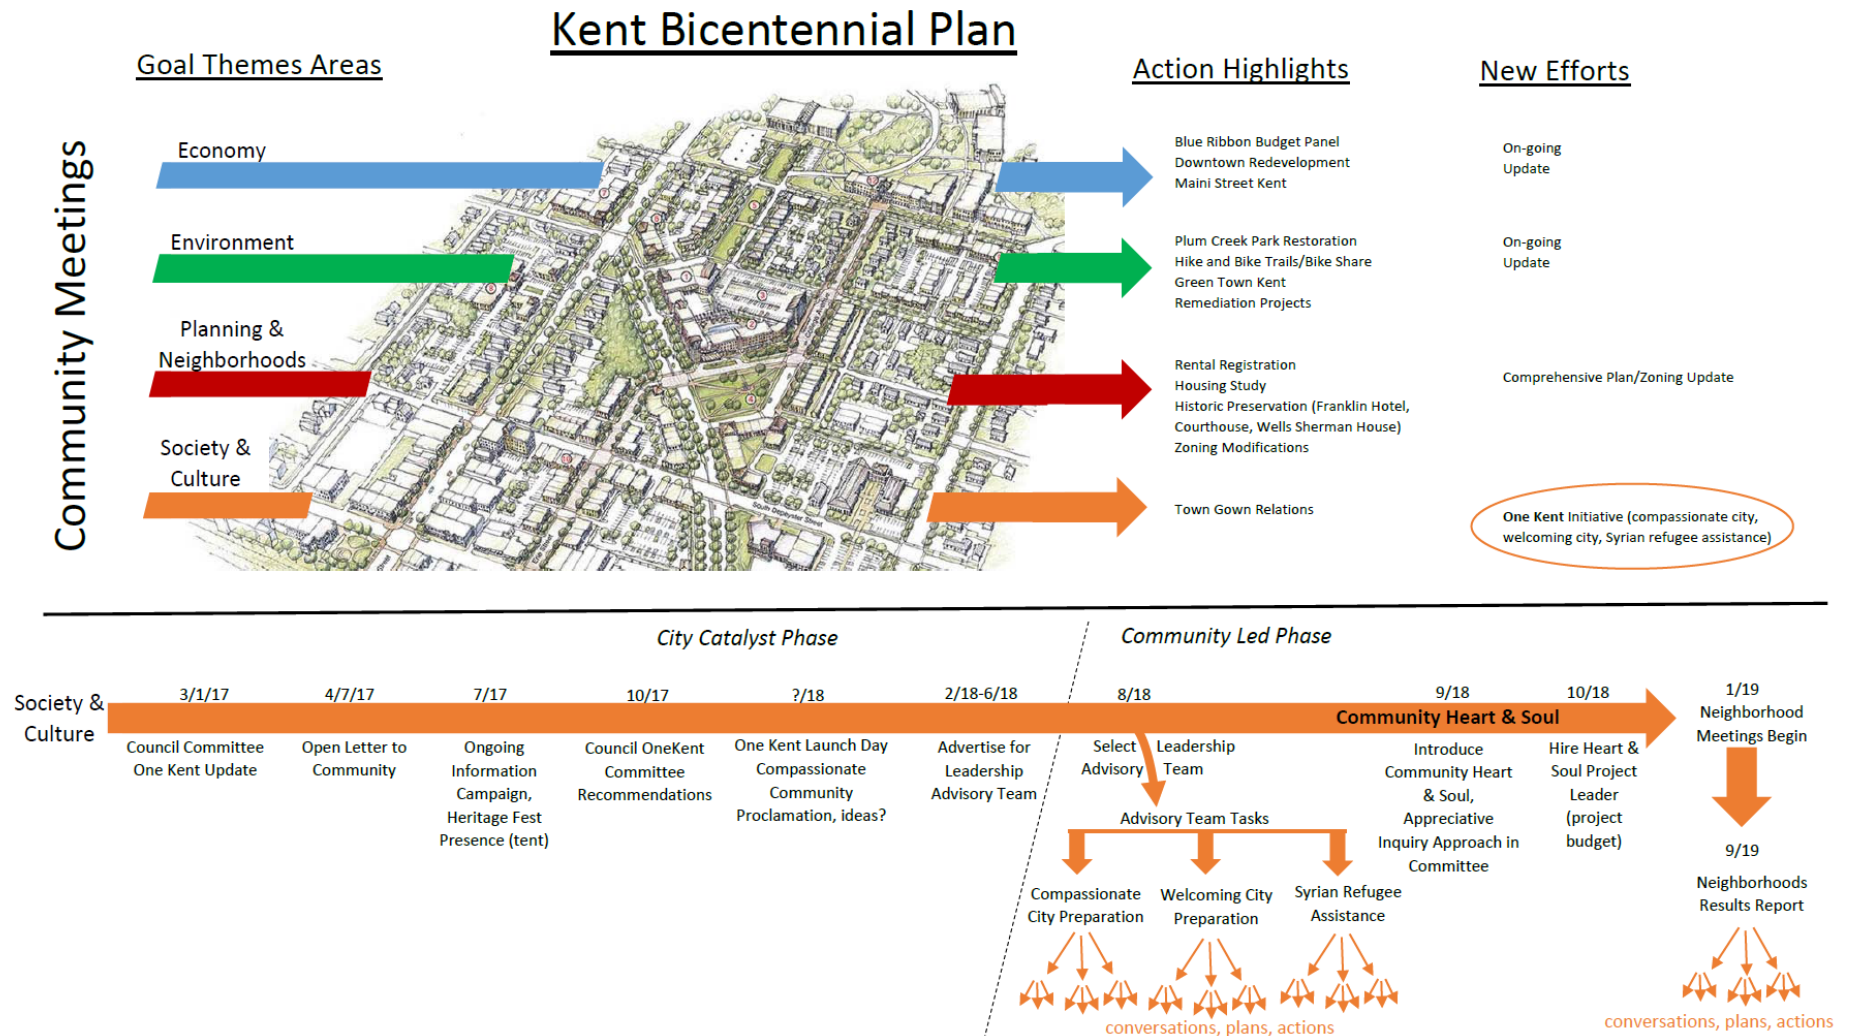 Kent Bicentennial Plan
Goal Themes Areas
Action Highlights
New Efforts
Community Meetings
Economy
Blue Ribbon Budget Panel
Downtown Redevelopment
Maini Street Kent
On-going
Update
Environment
Plum Creek Park Restoration
Hike and Bike Trails/Bike Share
Green Town Kent
Remediation Projects
On-going
Update
Planning &
Neighborhoods
Rental Registration
Housing Study
Historic Preservation (Franklin Hotel,
Courthouse, Wells Sherman House)
Zoning Modifications
Comprehensive Plan/Zoning Update
Society &
Culture
Town Gown Relations
One Kent Initiative (compassionate city,
welcoming city, Syrian refugee assistance)
South Depeyster Street
City Catalyst Phase
Community Led Phase
Society &
Culture
3/1/17
Council Committee
One Kent Update
4/7/17
Open Letter to
Community
7/17
Ongoing
Information
Campaign,
Heritage Fest
Presence (tent)
10/17
Council OneKent
Committee
Recommendations
?/18
One Kent Launch Day
Compassionate
Community
Proclamation, ideas?
2/18-6/18
Advertise for
Leadership
Advisory Team
8/18
Select Leadership
Advisory Team
Advisory Team Tasks
Compassionate
City Preparation
Welcoming City
Preparation
Syrian Refugee
Assistance
conversations, plans, actions
Community Heart & Soul
9/18
Introduce
Community Heart
& Soul,
Appreciative
Inquiry Approach in
Committee
10/18
Hire Heart &
Soul Project
Leader
(project
budget)
1/19
Neighborhood
Meetings Begin
9/19
Neighborhoods
Results Report
conversations, plans, actions